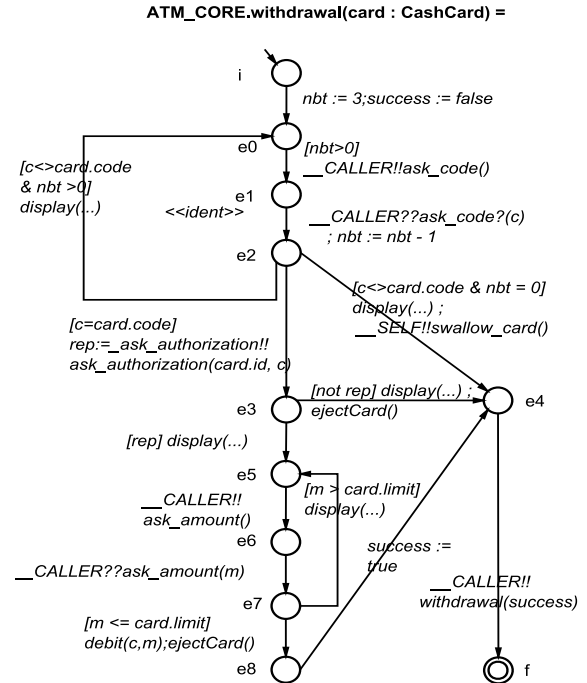 ATM_CORE.withdrawal(card : CashCard) =
i
nbt := 3;success := false
e0
[nbt>0]
__CALLER!!ask_code()
[c<>card.code
& nbt >0]
display(...)
e1
<<ident>>
__CALLER??ask_code?(c)
; nbt := nbt - 1
e2
[c<>card.code & nbt = 0]
display(...) ;
__SELF!!swallow_card()
[c=card.code]
rep:=_ask_authorization!!
ask_authorization(card.id, c)
[not rep] display(...) ;
ejectCard()
e3
e4
[rep] display(...)
e5
[m > card.limit]
display(...)
__CALLER!!
ask_amount()
e6
success :=
true
__CALLER??ask_amount(m)
__CALLER!!
withdrawal(success)
e7
[m <= card.limit]
debit(c,m);ejectCard()
e8
f